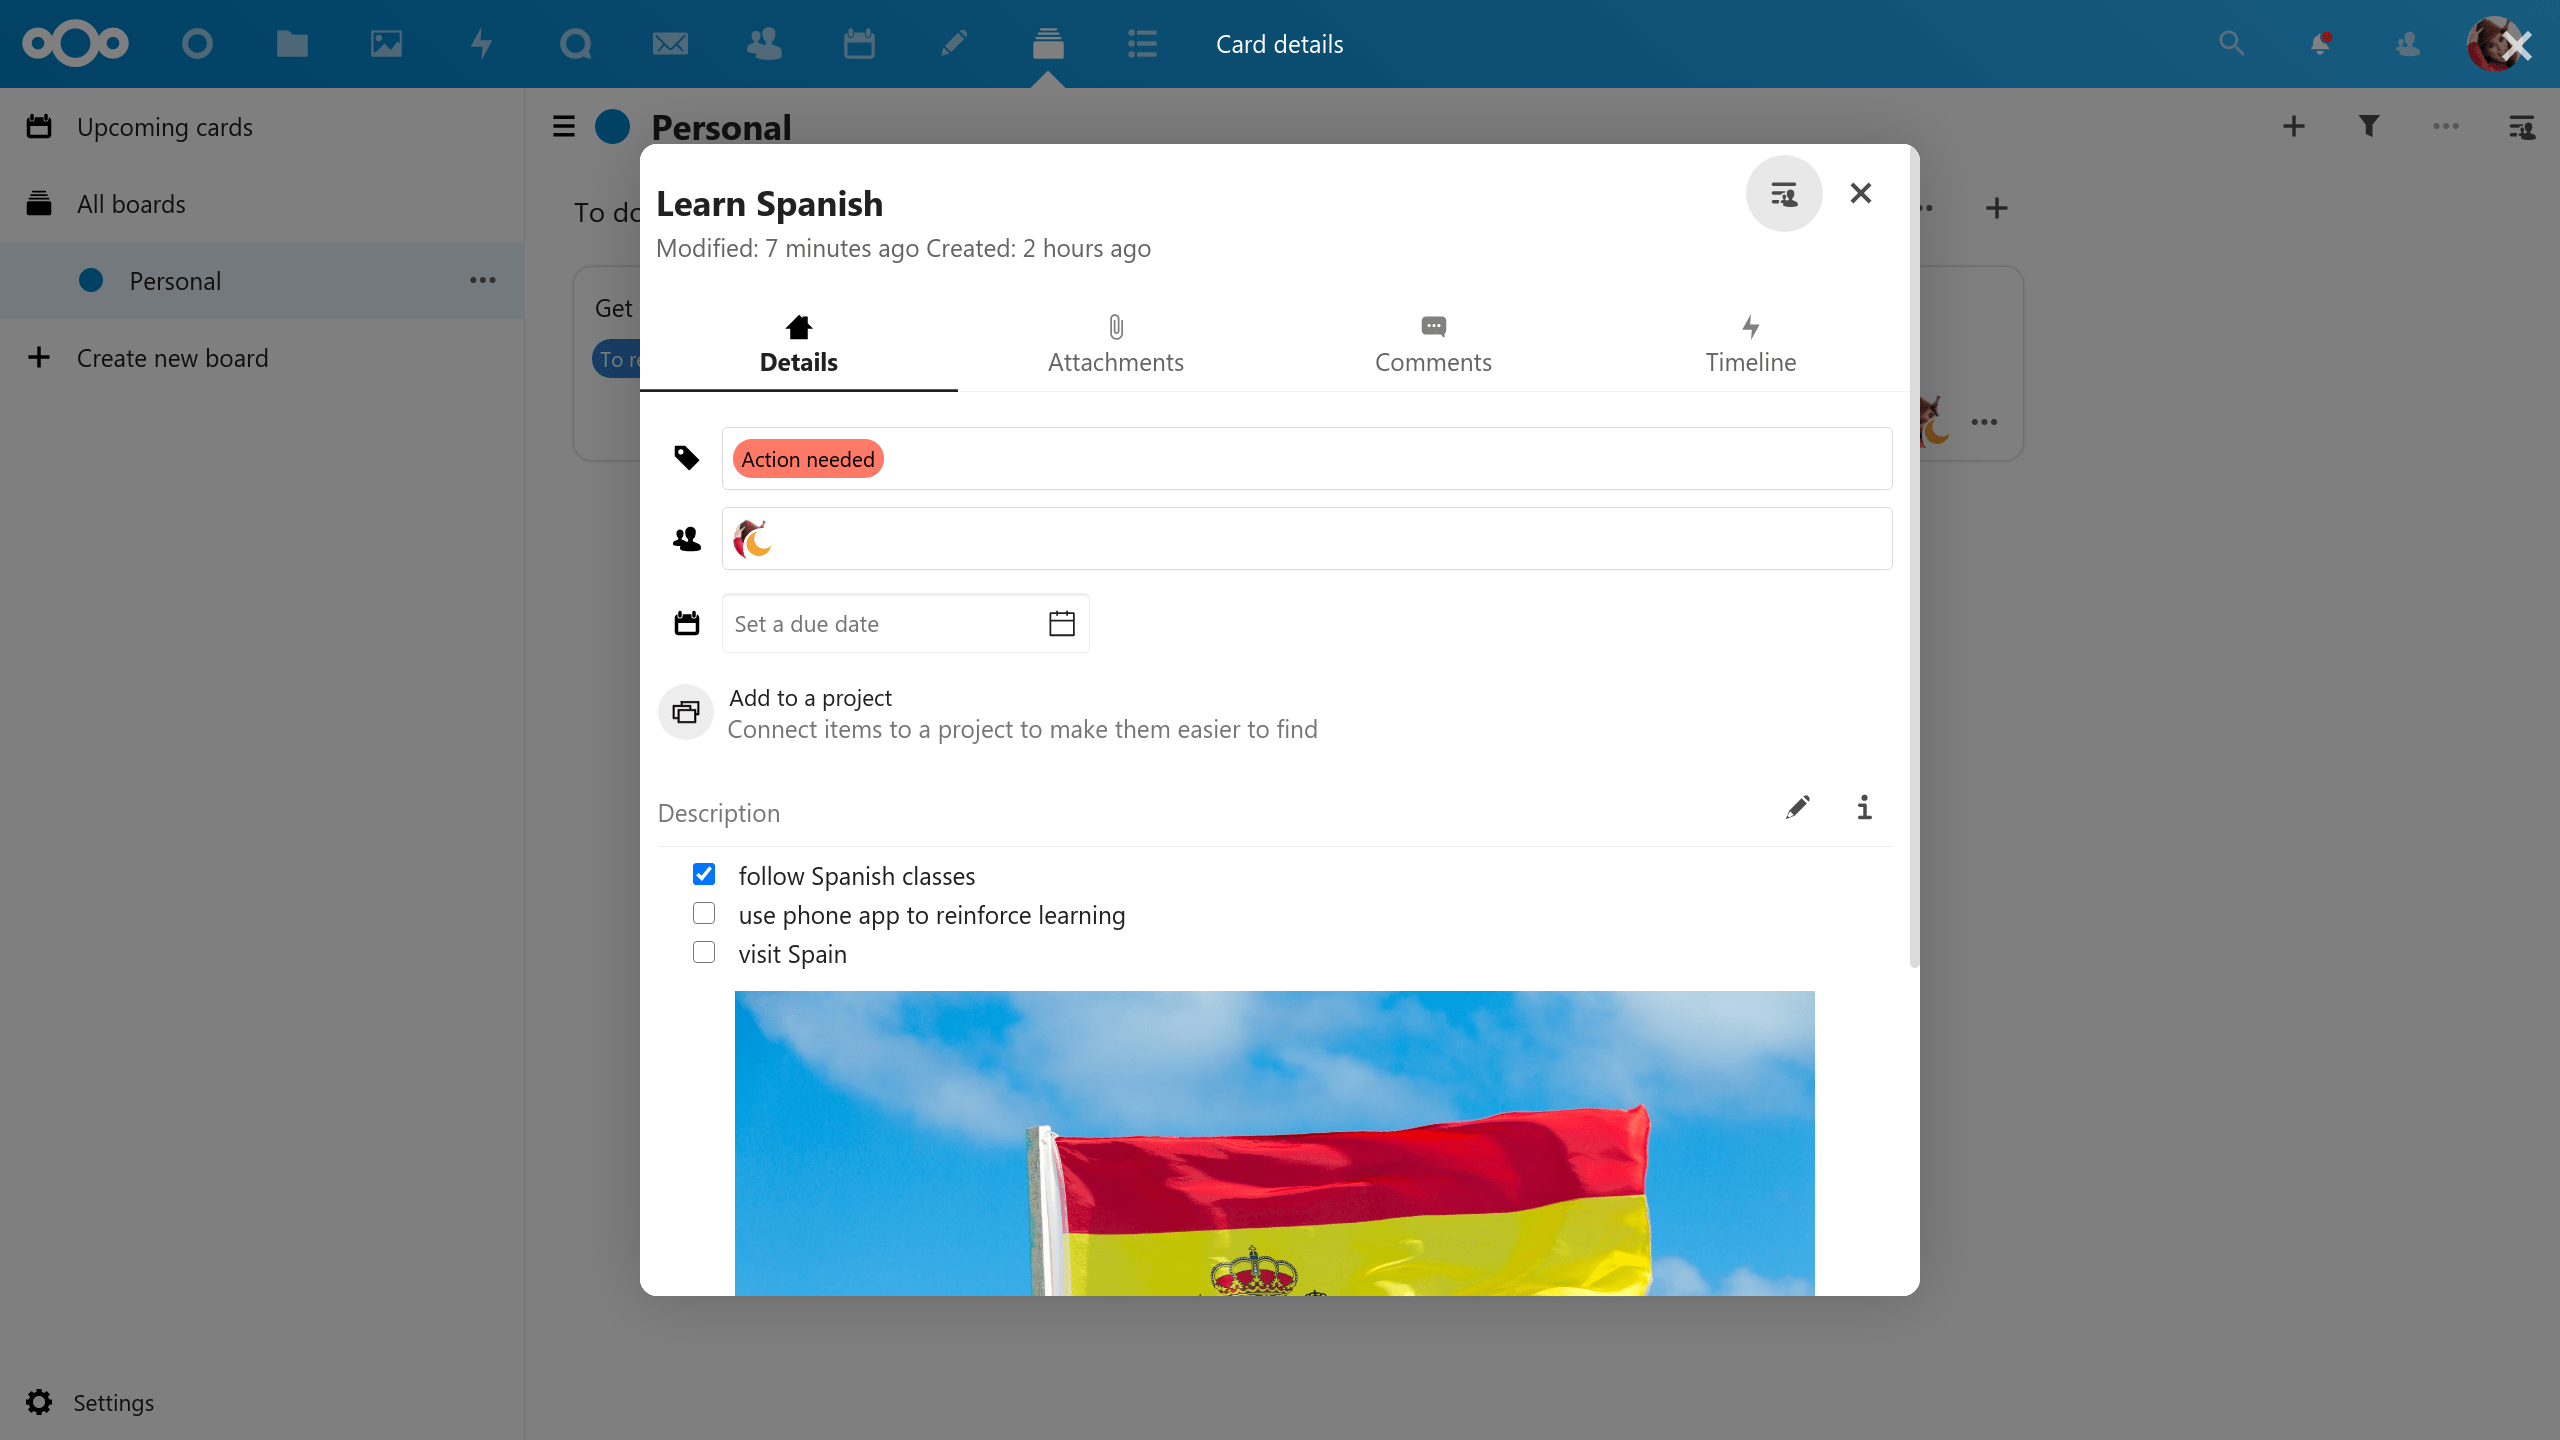 Card details
Upcoming cards
All boards
Personal
Create new board
Settings
Personal
To do
Get
To re
Learn Spanish
Modified: 7 minutes ago Created: 2 hours ago
Details
Attachments
Comments
Timeline
Action needed
Set a due date
Add to a project
Connect items to a project to make them easier to find
Description
follow Spanish classes
use phone app to reinforce learning
visit Spain